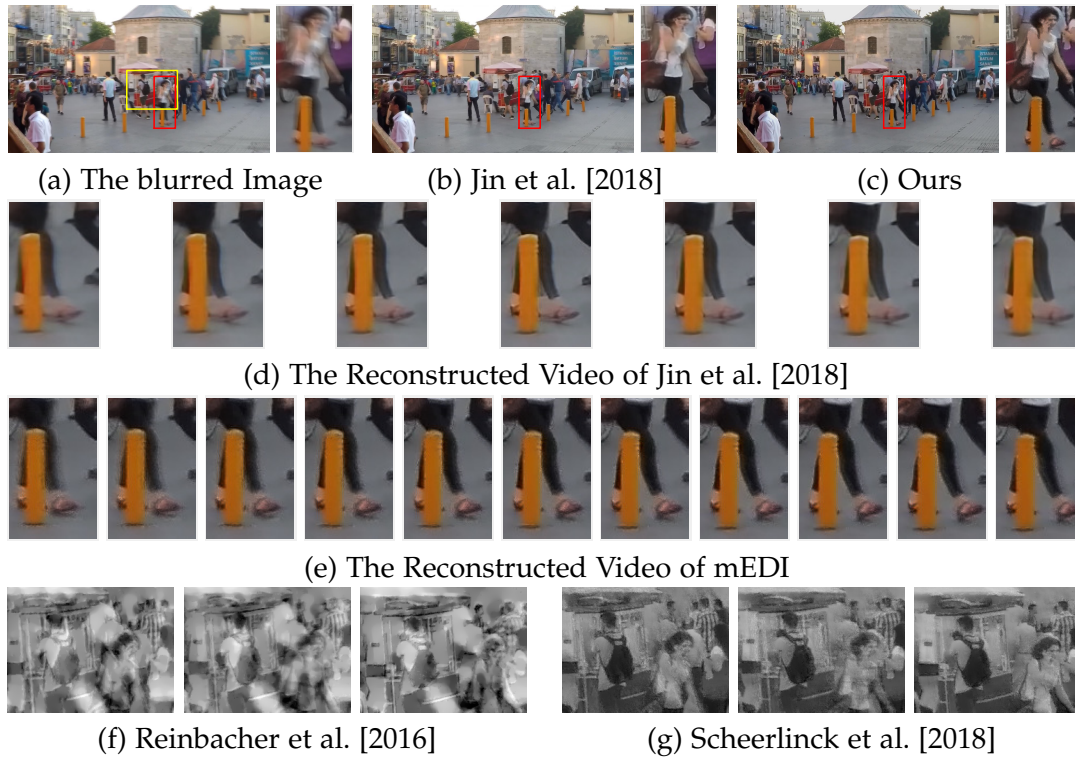 (a) The blurred Image
(b) Jin et al. [2018]
(c) Ours
(d) The Reconstructed Video of Jin et al. [2018]
(e) The Reconstructed Video of mEDI
(f) Reinbacher et al. [2016]
(g) Scheerlinck et al. [2018]